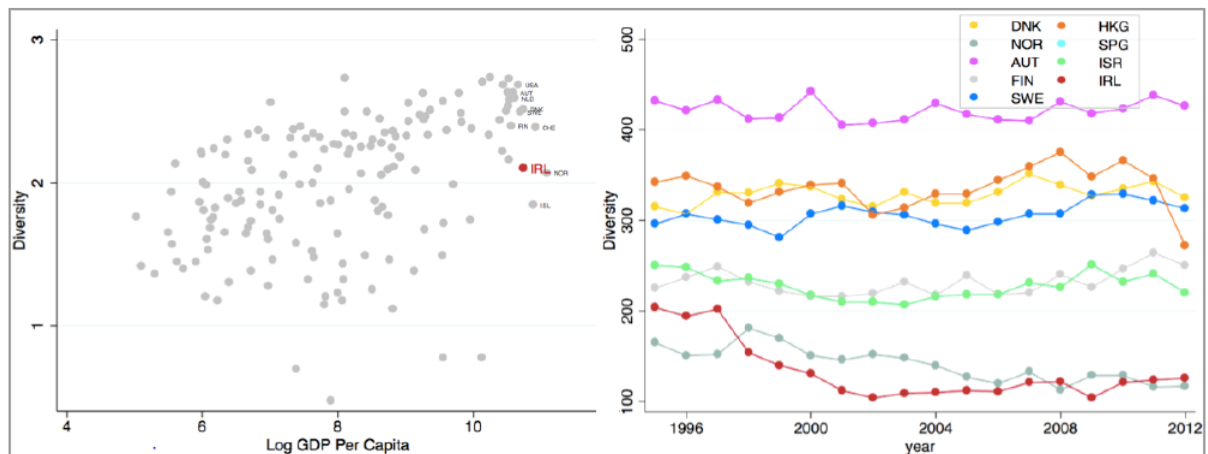 3
2
1
Diversity
4
6
8
10
Log GDP Per Capita
USA
AUT
NLD
DNK
SWE
FIN
CHE
IRL
NOR
500
400
300
200
100
Diversity
1996
2000
2004
2008
2012
year
DNK HKG
NOR SPG
AUT ISR
FIN IRL
SWE